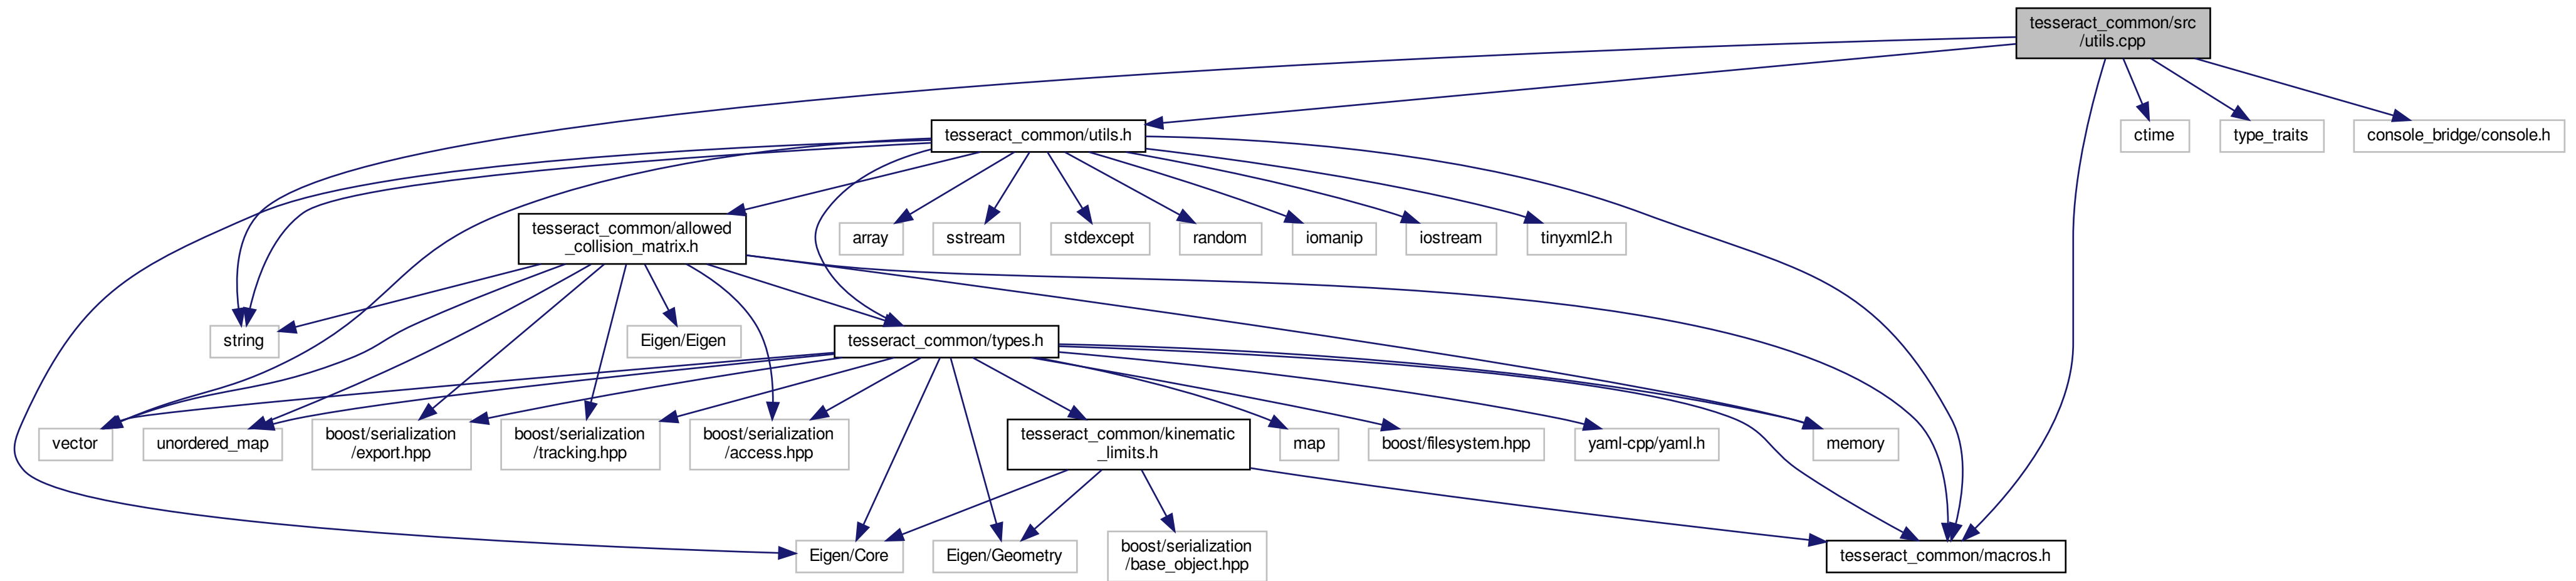 tesseract_common/src
/utils.cpp
tesseract_common/utils.h
ctime
type_traits
console_bridge/console.h
tesseract_common/allowed
_collision_matrix.h
array
sstream
stdexcept
random
iomanip
iostream
tinyxml2.h
string
Eigen/Eigen
tesseract_common/types.h
vector
unordered_map
boost/serialization
/export.hpp
boost/serialization
/tracking.hpp
boost/serialization
/access.hpp
tesseract_common/kinematic
_limits.h
map
boost/filesystem.hpp
yaml-cpp/yaml.h
memory
Eigen/Core
Eigen/Geometry
boost/serialization
/base_object.hpp
tesseract_common/macros.h